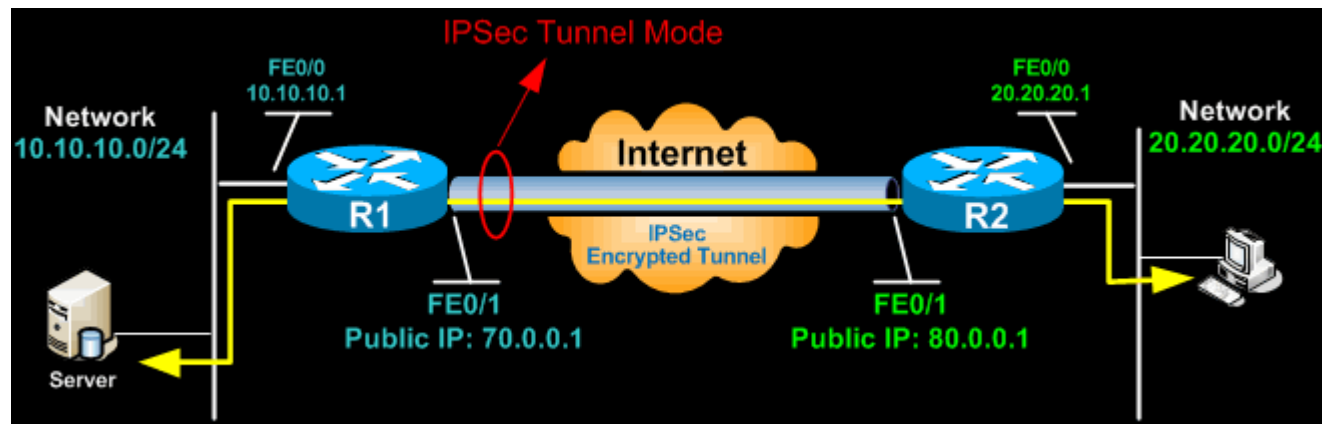 IPSec Tunnel Mode
FE0/0
10.10.10.1
Network
10.10.10.0/24
R1
Internet
IPSec
Encrypted Tunnel
R2
FE0/0
20.20.20.1
Network
20.20.20.0/24
FE0/1
Public IP: 70.0.0.1
FE0/1
Public IP: 80.0.0.1
Server